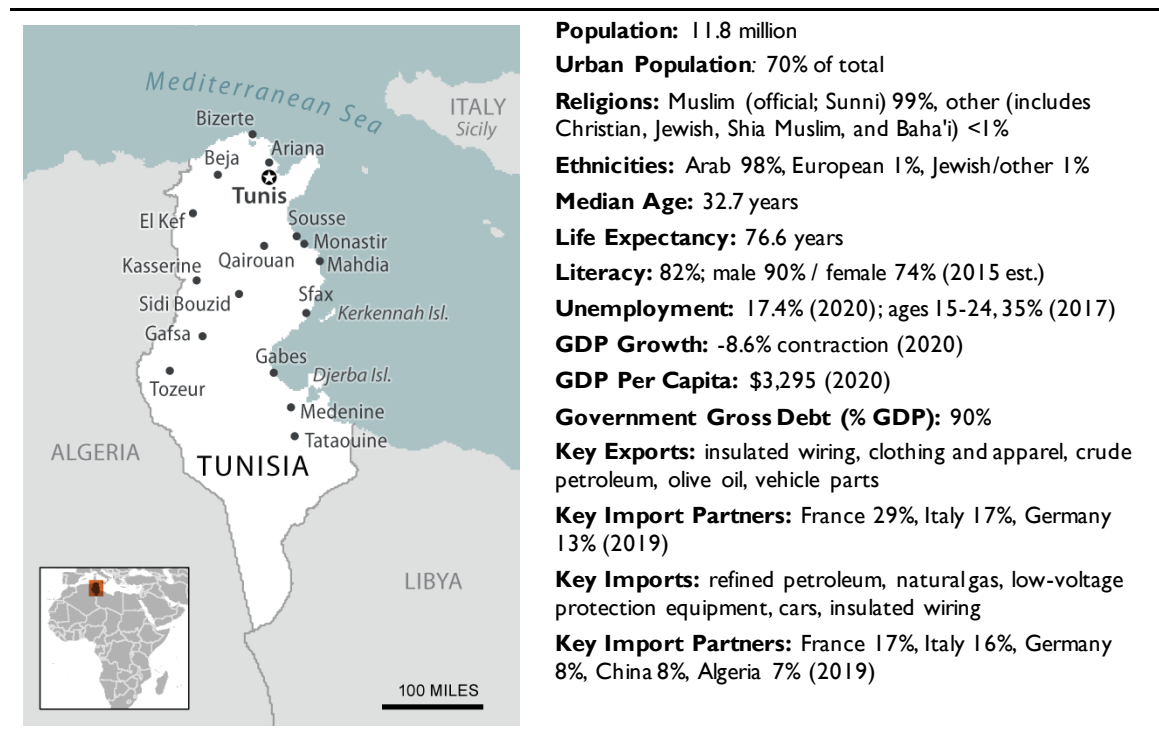 Mediterranean Sea
ITALY
Sicily
Bizerte
Ariana
Beja
Tunis
El Kef
Sousse
Monastir
Qairouan
Mahdia
Kasserine
Sidi Bouzid
Sfax
Kerkennah Isl.
Gafsa
Gabes
Djerba Isl.
Tozeur
Medenine
Tataouine
ALGERIA
TUNISIA
LIBYA
100 MILES
Population: 11.8 million
Urban Population: 70% of total
Religions: Muslim (official; Sunni) 99%, other (includes
Christian, Jewish, Shia Muslim, and Baha'i) <1%
Ethnicities: Arab 98%, European 1%, Jewish/other 1%
Median Age: 32.7 years
Life Expectancy: 76.6 years
Literacy: 82%; male 90% / female 74% (2015 est.)
Unemployment: 17.4% (2020); ages 15-24, 35% (2017)
GDP Growth: -8.6% contraction (2020)
GDP Per Capita: $3,295 (2020)
Government Gross Debt (% GDP): 90%
Key Exports: insulated wiring, clothing and apparel, crude
petroleum, olive oil, vehicle parts
Key Import Partners: France 29%, Italy 17%, Germany
13% (2019)
Key Imports: refined petroleum, natural gas, low-voltage
protection equipment, cars, insulated wiring
Key Import Partners: France 17%, Italy 16%, Germany
8%, China 8%, Algeria 7% (2019)